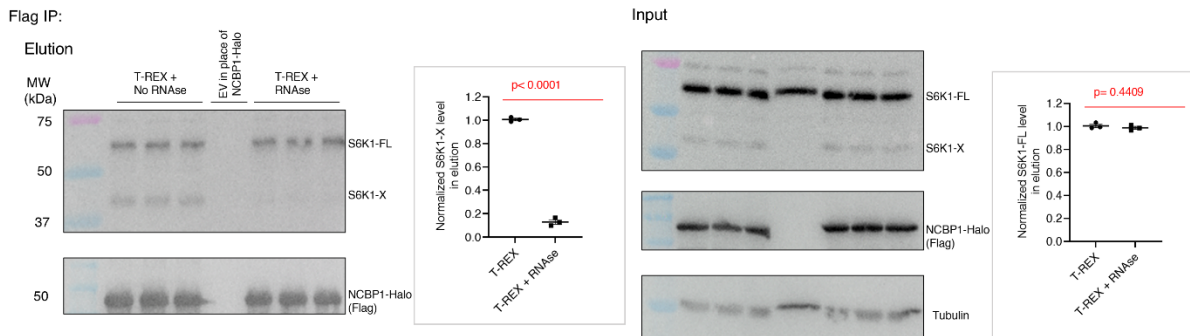 Flag IP:
Elution
MW
(kDa)
T-REX +
No RNAse
EV in place of
NCBP1-Halo
T-REX +
RNAse
75
50
37
S6K1-FL
S6K1-X
50
NCBP1-Halo
(Flag)
p< 0.0001
Normalized S6K1-X level
in elution
1.2
1.0
0.8
0.6
0.4
0.2
0.0
T-REX
T-REX + RNAse
Input
S6K1-FL
S6K1-X
NCBP1-Halo
(Flag)
Tubulin
p= 0.4409
Normalized S6K1-FL level
in elution
1.2
1.0
0.8
0.6
0.4
0.2
0.0
T-REX
T-REX + RNAse